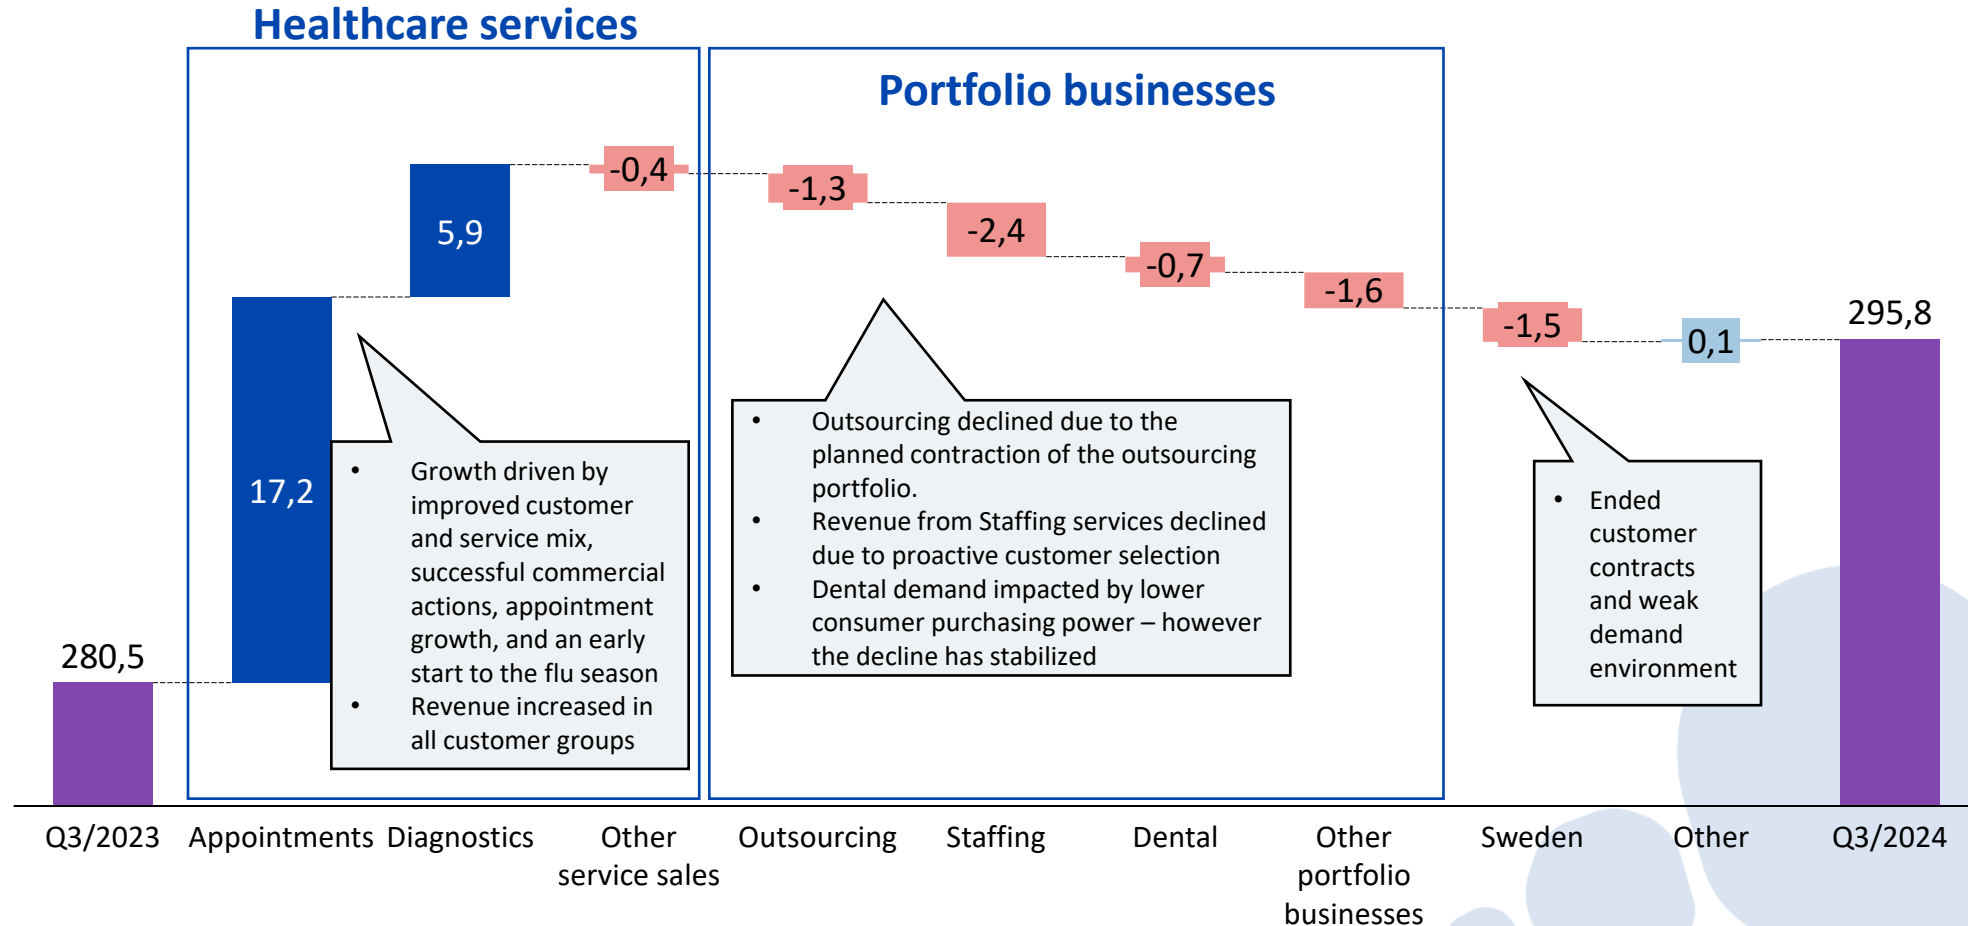 Healthcare services
Portfolio businesses
-0,4
-1,3
5,9
-2,4
-0,7
-1,6
-1,5
0,1
295,8
17,2
280,5
• Growth driven by
improved customer
and service mix,
successful commercial
actions, appointment
growth, and an early
start to the flu season
• Revenue increased in
all customer groups
• Outsourcing declined due to the
planned contraction of the outsourcing
portfolio.
• Revenue from Staffing services declined
due to proactive customer selection
• Dental demand impacted by lower
consumer purchasing power – however
the decline has stabilized
• Ended
customer
contracts
and weak
demand
environment
Q3/2023
Appointments
Diagnostics
Other
service sales
Outsourcing
Staffing
Dental
Other
portfolio
businesses
Sweden
Other
Q3/2024